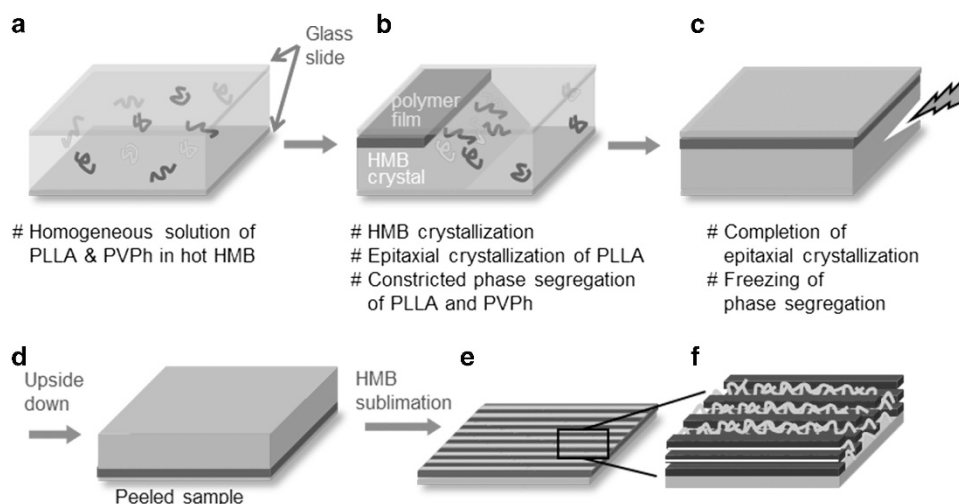 a
b
c
Glass
slide
polymer
film
HMB
crystal
# Homogeneous solution of
PLLA & PVPh in hot HMB
# HMB crystallization
# Epitaxial crystallization of PLLA
# Constricted phase segregation
of PLLA and PVPh
# Completion of
epitaxial crystallization
# Freezing of
phase segregation
d
e
f
Upside
down
HMB
sublimation
Peeled sample